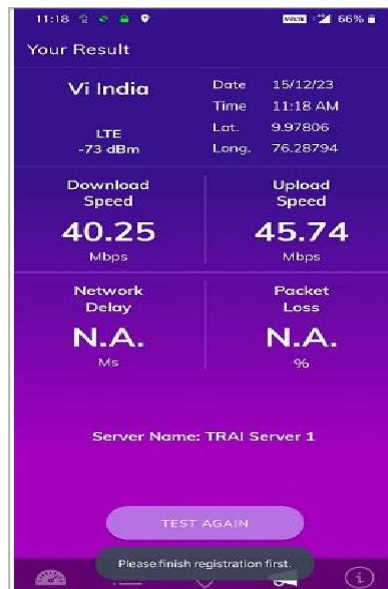 11:18 66%
Your Result
Vi India
LTE
-73 dBm
Date 15/12/23
Time 11:18 AM
Lat. 9.97806
Long. 76.28794
Download Speed
40.25
Mbps
Upload Speed
45.74
Mbps
Network Delay
N.A.
Ms
Packet Loss
N.A.
%
Server Name: TRAI Server 1
TEST AGAIN
Please finish registration first.